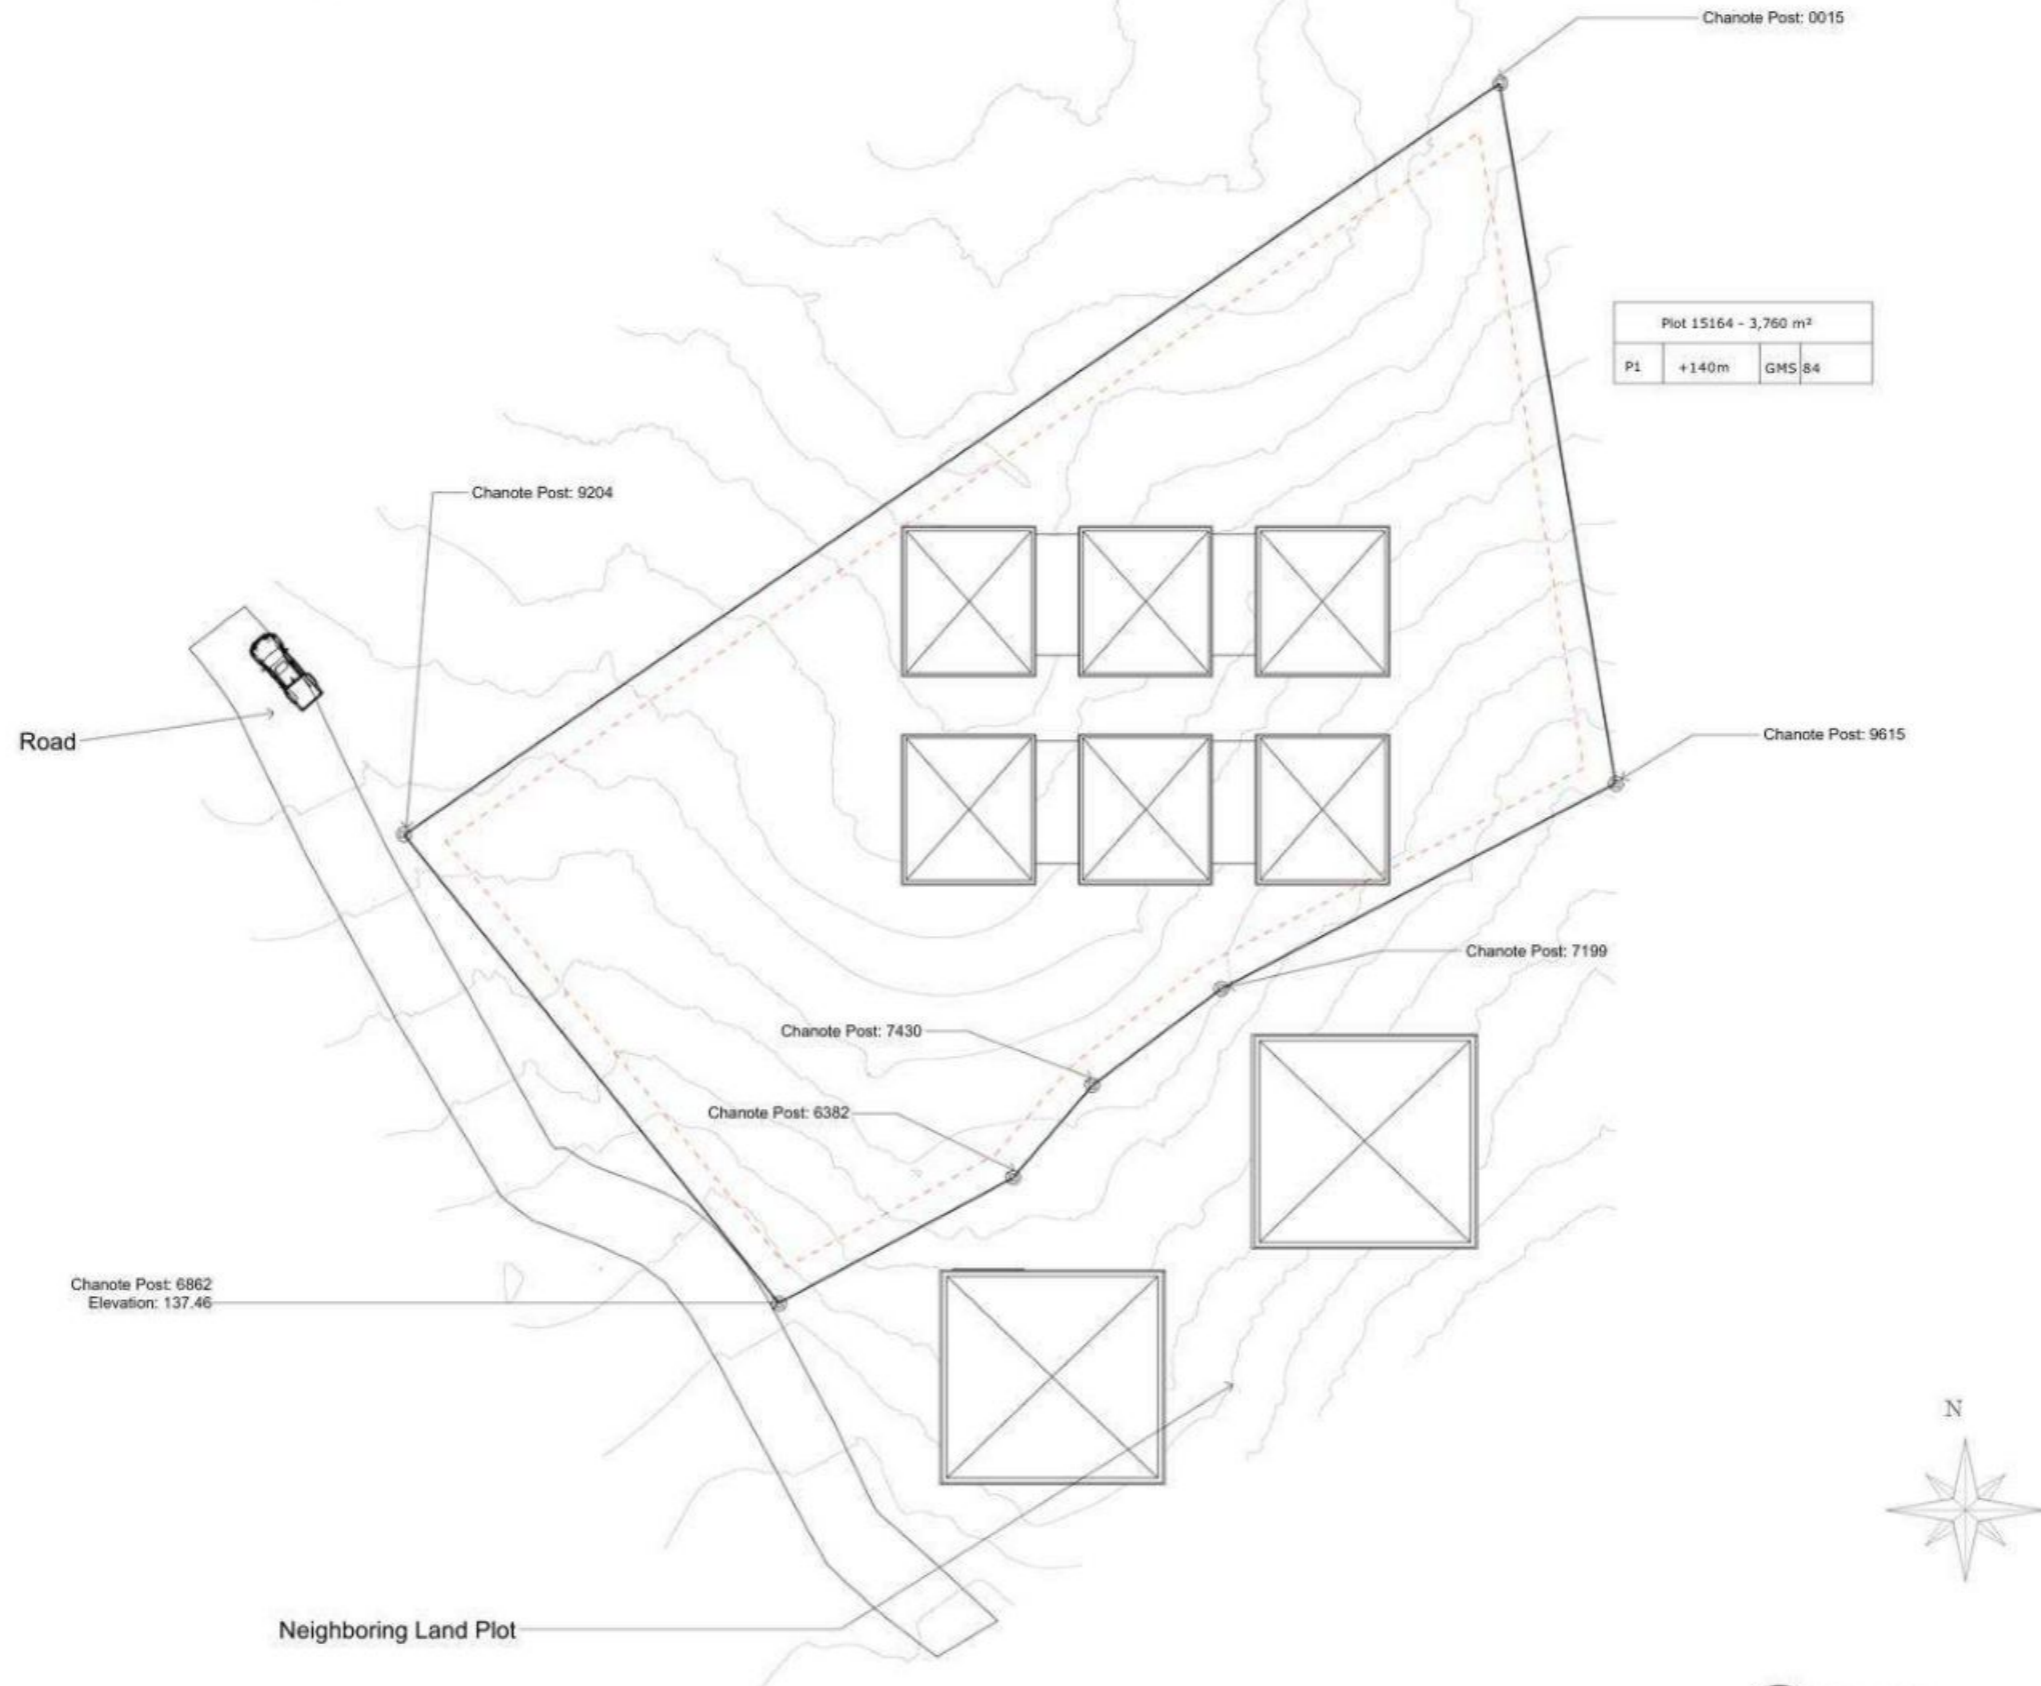 Chanote Post: 0015
Plot 15164 - 3,760 m²
P1 +140m GMS 84
Chanote Post: 9204
Road
Chanote Post: 9615
Chanote Post: 7199
Chanote Post: 7430
Chanote Post: 6382
Chanote Post: 6862
Elevation: 137.46
N
Neighboring Land Plot